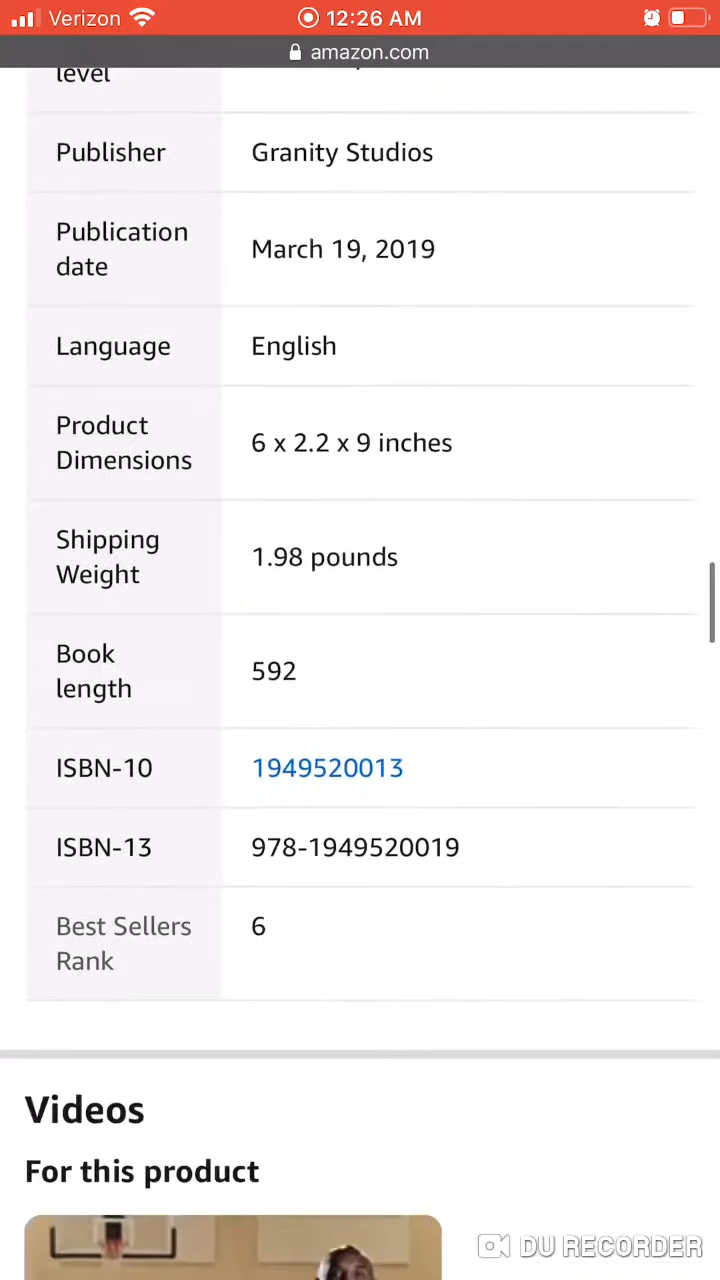 Verizon 12:26 AM
amazon.com
level
Publisher Granity Studios
Publication
date
March 19, 2019
Language English
Product
Dimensions
6 x 2.2 x 9 inches
Shipping
Weight
1.98 pounds
Book
length
592
ISBN-10 1949520013
ISBN-13 978-1949520019
Best Sellers
Rank
6
Videos
For this product
DU RECORDER